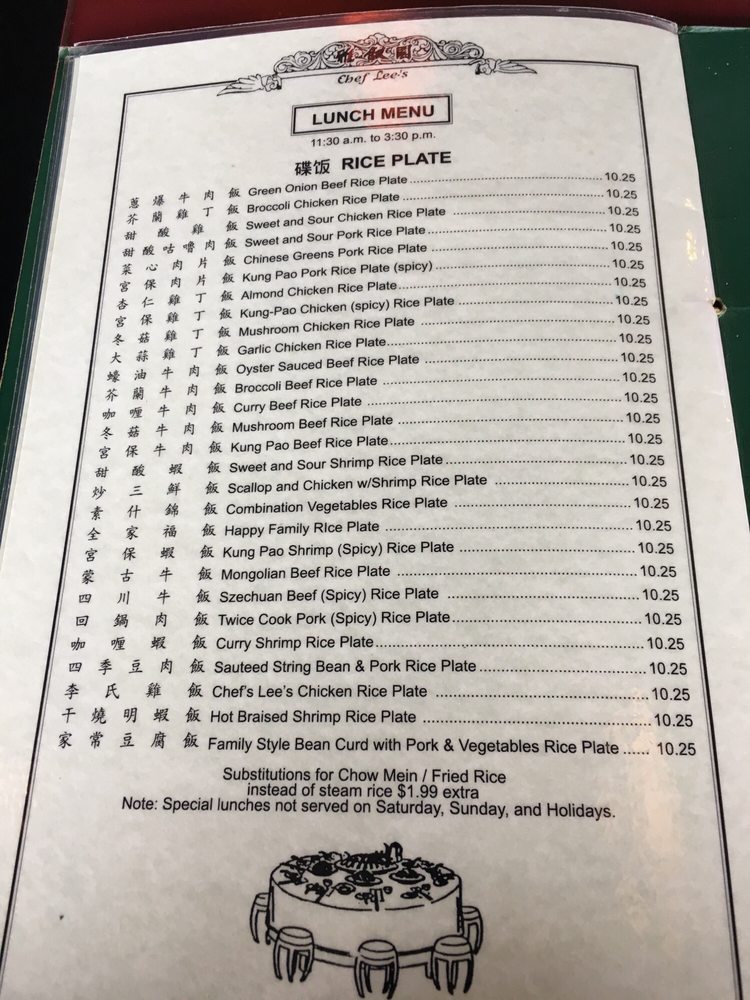 雅敘園
Chef Lee's
LUNCH MENU
11:30 a.m. to 3:30 p.m.
碟饭 RICE PLATE
蔥爆牛肉飯 Green Onion Beef Rice Plate 10.25
芥蘭雞丁飯 Broccoli Chicken Rice Plate 10.25
甜酸雞飯 Sweet and Sour Chicken Rice Plate 10.25
甜酸咕嚕肉飯 Sweet and Sour Pork Rice Plate 10.25
菜心肉片飯 Chinese Greens Pork Rice Plate 10.25
宮保肉片飯 Kung Pao Pork Rice Plate (spicy) 10.25
杏仁雞丁飯 Almond Chicken Rice Plate 10.25
宮保雞丁飯 Kung-Pao Chicken (spicy) Rice Plate 10.25
冬菇雞丁飯 Mushroom Chicken Rice Plate 10.25
大蒜雞丁飯 Garlic Chicken Rice Plate 10.25
蠔油牛肉飯 Oyster Sauced Beef Rice Plate 10.25
芥蘭牛肉飯 Broccoli Beef Rice Plate 10.25
咖喱牛肉飯 Curry Beef Rice Plate 10.25
冬菇牛肉飯 Mushroom Beef Rice Plate 10.25
宮保牛肉飯 Kung Pao Beef Rice Plate 10.25
甜酸蝦飯 Sweet and Sour Shrimp Rice Plate 10.25
炒三鮮飯 Scallop and Chicken w/Shrimp Rice Plate 10.25
素什錦飯 Combination Vegetables Rice Plate 10.25
全家福飯 Happy Family RIce Plate 10.25
宮保蝦飯 Kung Pao Shrimp (Spicy) Rice Plate 10.25
蒙古牛飯 Mongolian Beef Rice Plate 10.25
四川牛飯 Szechuan Beef (Spicy) Rice Plate 10.25
回鍋肉飯 Twice Cook Pork (Spicy) Rice Plate 10.25
咖喱蝦飯 Curry Shrimp Rice Plate 10.25
四季豆肉飯 Sauteed String Bean & Pork Rice Plate 10.25
李氏雞飯 Chef's Lee's Chicken Rice Plate 10.25
干燒明蝦飯 Hot Braised Shrimp Rice Plate 10.25
家常豆腐飯 Family Style Bean Curd with Pork & Vegetables Rice Plate 10.25
Substitutions for Chow Mein / Fried Rice
instead of steam rice $1.99 extra
Note: Special lunches not served on Saturday, Sunday, and Holidays.